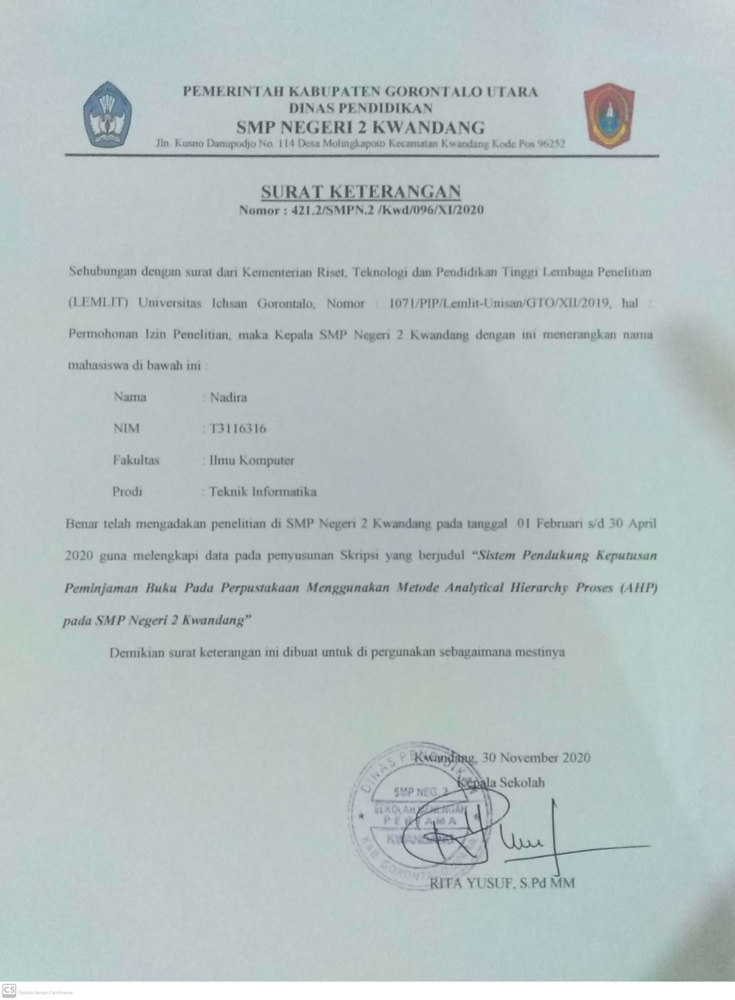 PEMERINTAH KABUPATEN GORONTALO UTARA
DINAS PENDIDIKAN
SMP NEGERI 2 KWANDANG
Jln. Kusno Danupodjo No. 114 Desa Molingkapoto Kecamatan Kwandang Kode Pos 96252
SURAT KETERANGAN
Nomor : 421.2/SMPN.2 /Kwd/096/XI/2020
Sehubungan dengan surat dari Kementerian Riset, Teknologi dan Pendidikan Tinggi Lembaga Penelitian
(LEMLIT) Universitas Ichsan Gorontalo, Nomor : 1071/PIP/Lemlit-Unisan/GTO/XII/2019, hal :
Permohonan Izin Penelitian, maka Kepala SMP Negeri 2 Kwandang dengan ini menerangkan nama
mahasiswa di bawah ini :
Nama : Nadira
NIM : T3116316
Fakultas : Ilmu Komputer
Prodi : Teknik Informatika
Benar telah mengadakan penelitian di SMP Negeri 2 Kwandang pada tanggal 01 Februari s/d 30 April
2020 guna melengkapi data pada penyusunan Skripsi yang berjudul “Sistem Pendukung Keputusan
Peminjaman Buku Pada Perpustakaan Menggunakan Metode Analytical Hierarchy Proses (AHP)
pada SMP Negeri 2 Kwandang”
Demikian surat keterangan ini dibuat untuk di pergunakan sebagaimana mestinya
Kwandang, 30 November 2020
Kepala Sekolah
DINAS PENDIDIKAN
SMP NEG. 2
SEKOLAH MENENGAH
PERTAMA
KWANDANG
KAB GORONTALO
RITA YUSUF, S.Pd MM
CS Dipindai dengan CamScanner